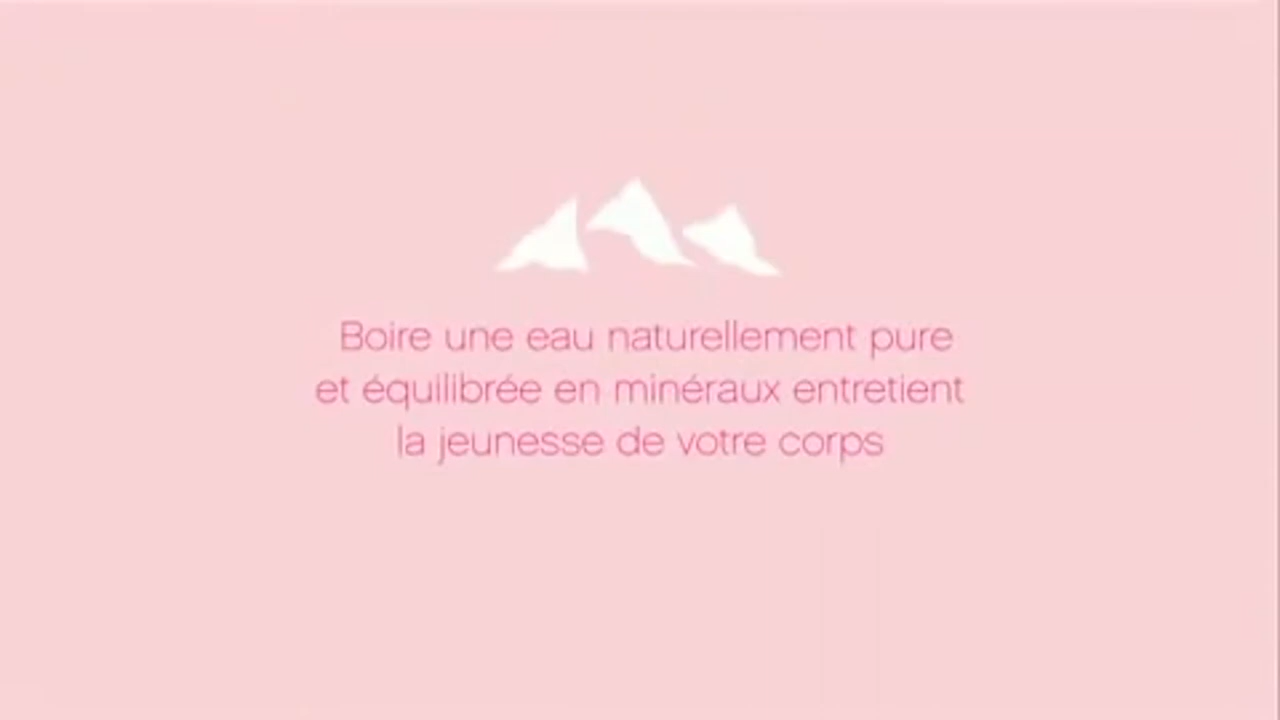 Boire une eau naturellement pure
et équilibrée en minéraux entretient
la jeunesse de votre corps